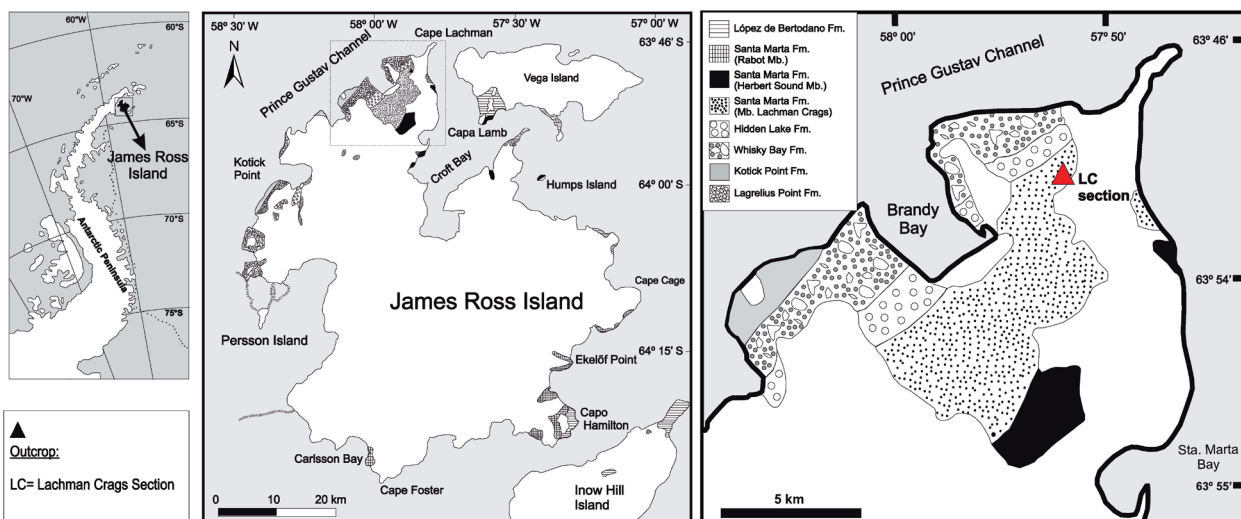 60°W
60°S
70°W
65°S
James Ross
Island
70°S
Antarctic Peninsula
75°S
Outcrop:
LC= Lachman Crags Section
58° 30' W
58° 00'
57° 30'
57° 00'
N
Cape Lachman
63° 46' S
Prince Gustav Channel
Vega Island
Capa Lamb
Kotick
Point
Croft Bay
64° 00' S
Humps Island
James Ross Island
Cape Cage
Persson Island
64° 15' S
Ekelöf Point
Capo
Hamilton
Carlsson Bay
Cape Foster
Inow Hill
Island
0 10 20 km
López de Bertodano Fm.
Santa Marta Fm.
(Rabot Mb.)
Santa Marta Fm.
(Herbert Sound Mb.)
Santa Marta Fm.
(Mb. Lachman Crags)
Hidden Lake Fm.
Whisky Bay Fm.
Kotick Point Fm.
Lagrelius Point Fm.
58° 00'
57° 50'
63° 46'
Prince Gustav Channel
LC
section
Brandy
Bay
63° 54'
Sta. Marta
Bay
63° 55'
5 km